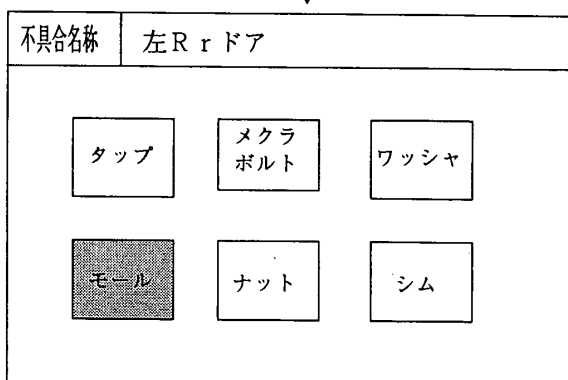 不具合名称 左Rrドア
タップ
メクラ
ボルト
ワッシャ
モール
ナット
シム